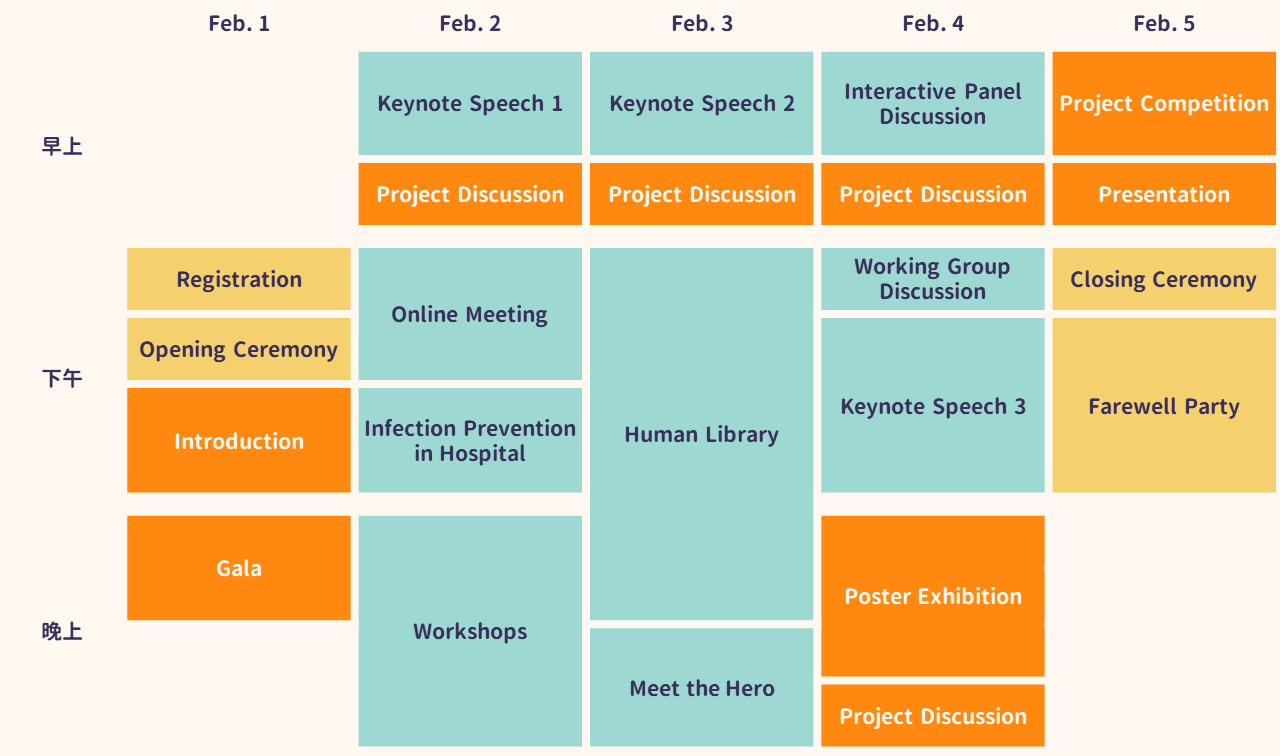 Feb. 1
Feb. 2
Feb. 3
Feb. 4
Feb. 5
早上
Keynote Speech 1
Keynote Speech 2
Interactive Panel
Discussion
Project Competition
Project Discussion
Project Discussion
Project Discussion
Presentation
下午
Registration
Opening Ceremony
Introduction
Online Meeting
Infection Prevention
in Hospital
Human Library
Working Group
Discussion
Keynote Speech 3
Closing Ceremony
Farewell Party
晚上
Gala
Workshops
Meet the Hero
Poster Exhibition
Project Discussion